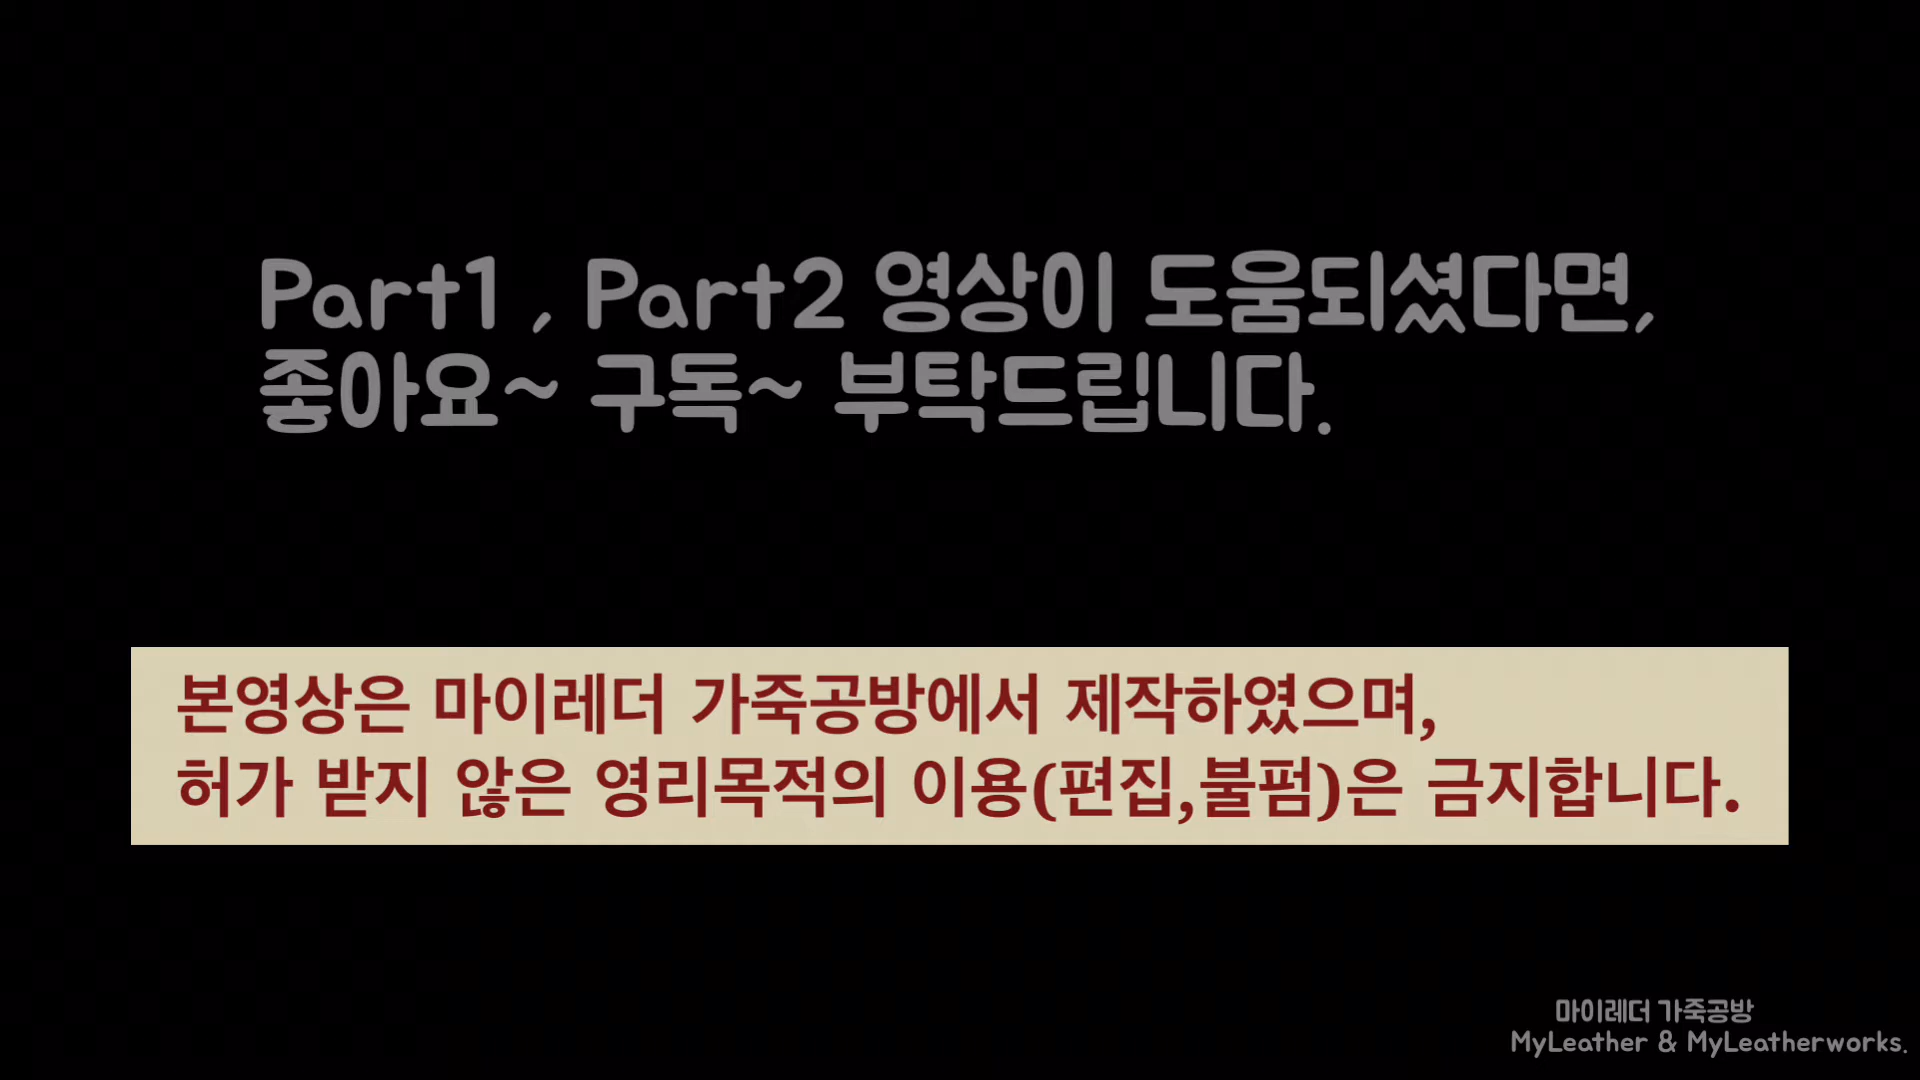 Part1 , Part2 영상이 도움되셨다면,
좋아요~ 구독~ 부탁드립니다.
본영상은 마이레더 가죽공방에서 제작하였으며,
허가 받지 않은 영리목적의 이용(편집,불펌)은 금지합니다.
마이레더 가죽공방
MyLeather & MyLeatherworks.